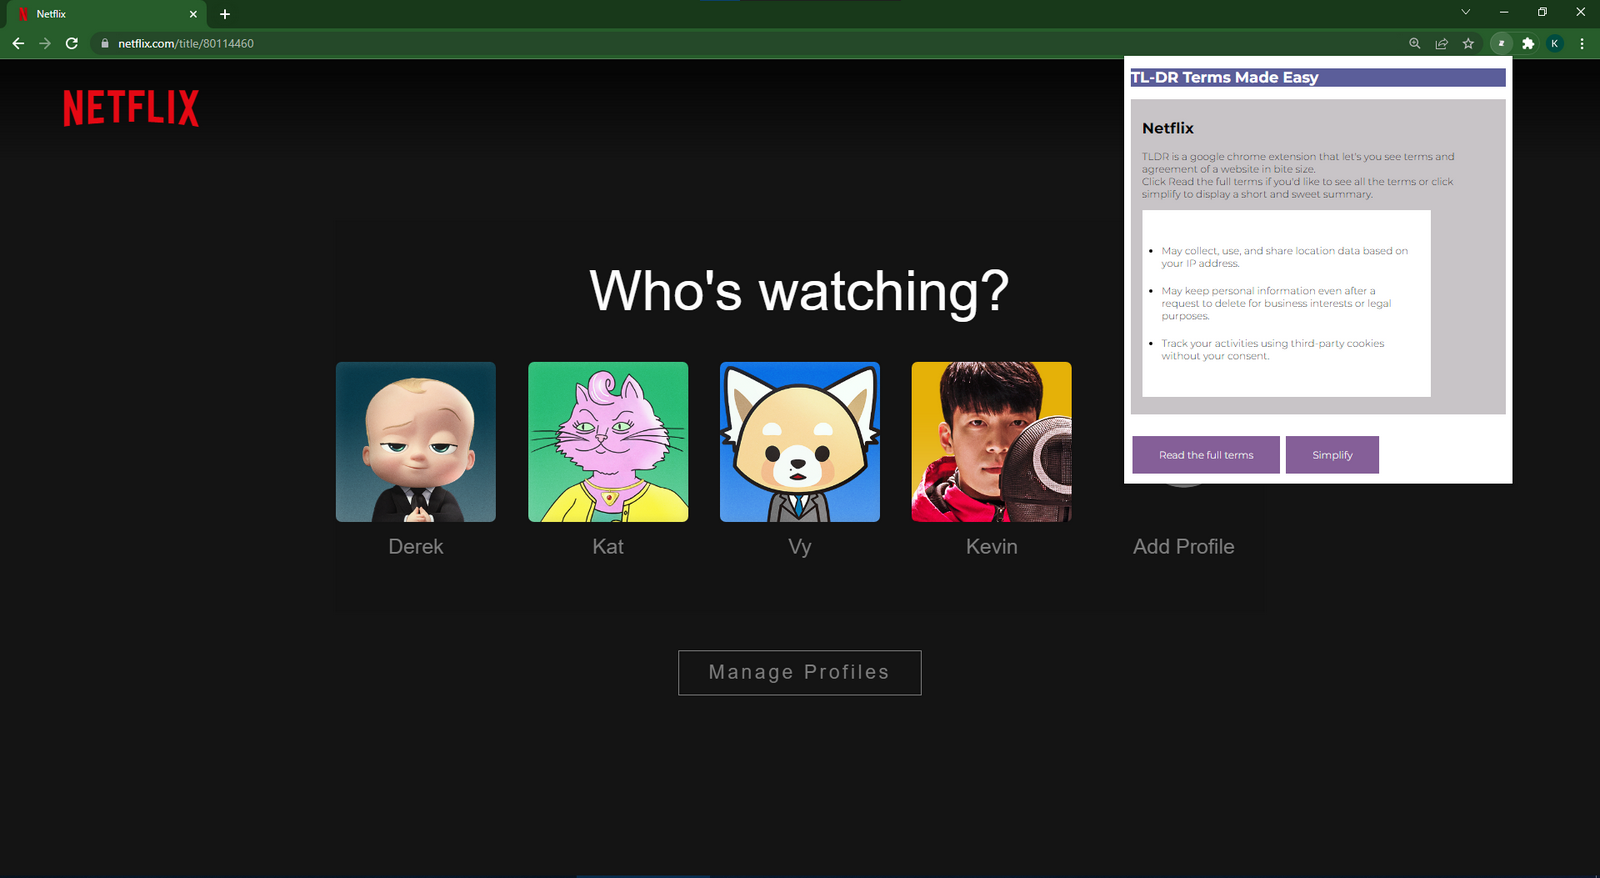 Netflix
netflix.com/title/80114460
K
NETFLIX
TL-DR Terms Made Easy
Netflix
TLDR is a google chrome extension that let's you see terms and
agreement of a website in bite size.
Click Read the full terms if you'd like to see all the terms or click
simplify to display a short and sweet summary.
• May collect, use, and share location data based on
your IP address.
• May keep personal information even after a
request to delete for business interests or legal
purposes.
• Track your activities using third-party cookies
without your consent.
Read the full terms Simplify
Who's watching?
Derek Kat Vy Kevin Add Profile
Manage Profiles